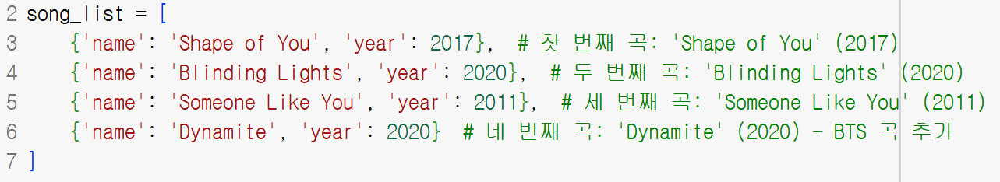 2 song_list = [
3     {'name': 'Shape of You', 'year': 2017},  # 첫 번째 곡: 'Shape of You' (2017)
4     {'name': 'Blinding Lights', 'year': 2020},  # 두 번째 곡: 'Blinding Lights' (2020)
5     {'name': 'Someone Like You', 'year': 2011},  # 세 번째 곡: 'Someone Like You' (2011)
6     {'name': 'Dynamite', 'year': 2020}  # 네 번째 곡: 'Dynamite' (2020) - BTS 곡 추가
7 ]